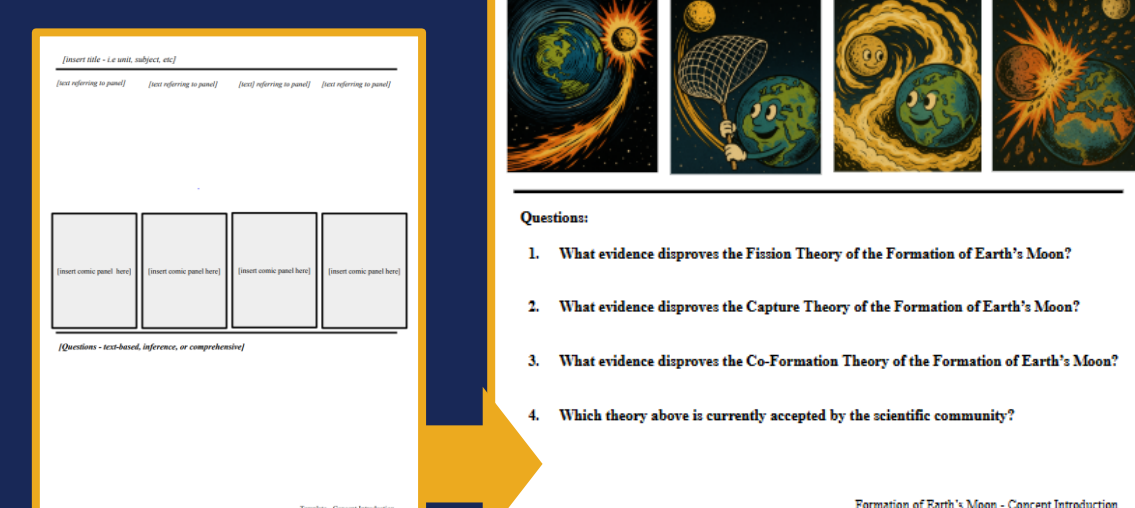 [insert title - i.e unit, subject, etc]
[text referring to panel] [text referring to panel] [text] referring to panel] [text referring to panel]
[insert comic panel here] [insert comic panel here] [insert comic panel here] [insert comic panel here]
[Questions - text-based, inference, or comprehensive]
Questions:
1. What evidence disproves the Fission Theory of the Formation of Earth's Moon?
2. What evidence disproves the Capture Theory of the Formation of Earth's Moon?
3. What evidence disproves the Co-Formation Theory of the Formation of Earth's Moon?
4. Which theory above is currently accepted by the scientific community?
Formation of Earth's Moon - Concept Introduction